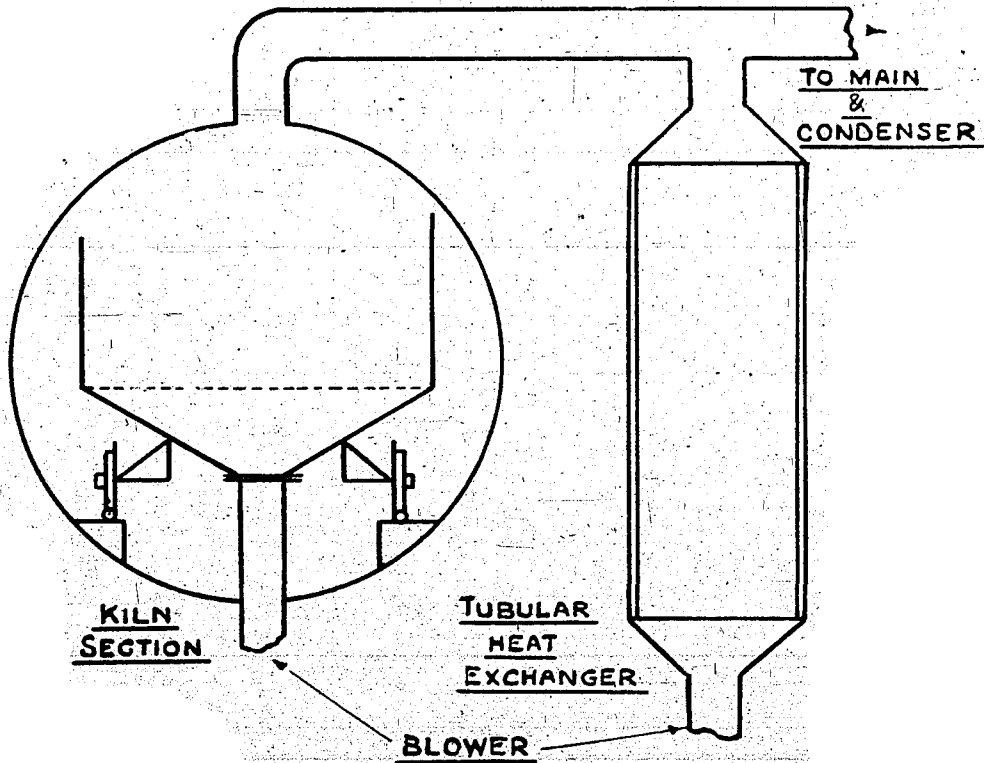 TO MAIN
&
CONDENSER
KILN
SECTION
TUBULAR
HEAT
EXCHANGER
BLOWER